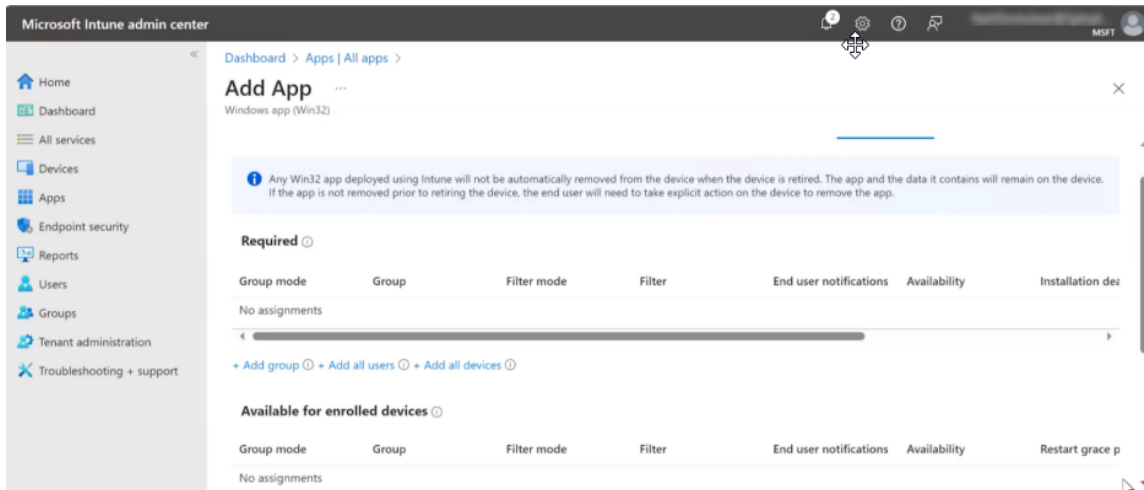 Microsoft Intune admin center
2
MSFT
«
Dashboard > Apps | All apps >
Home
Dashboard
All services
Devices
Apps
Endpoint security
Reports
Users
Groups
Tenant administration
Troubleshooting + support
Add App ...
Windows app (Win32)
Any Win32 app deployed using Intune will not be automatically removed from the device when the device is retired. The app and the data it contains will remain on the device.
If the app is not removed prior to retiring the device, the end user will need to take explicit action on the device to remove the app.
Required
Group mode Group Filter mode Filter End user notifications Availability Installation dea
No assignments
+ Add group + Add all users + Add all devices
Available for enrolled devices
Group mode Group Filter mode Filter End user notifications Availability Restart grace p
No assignments